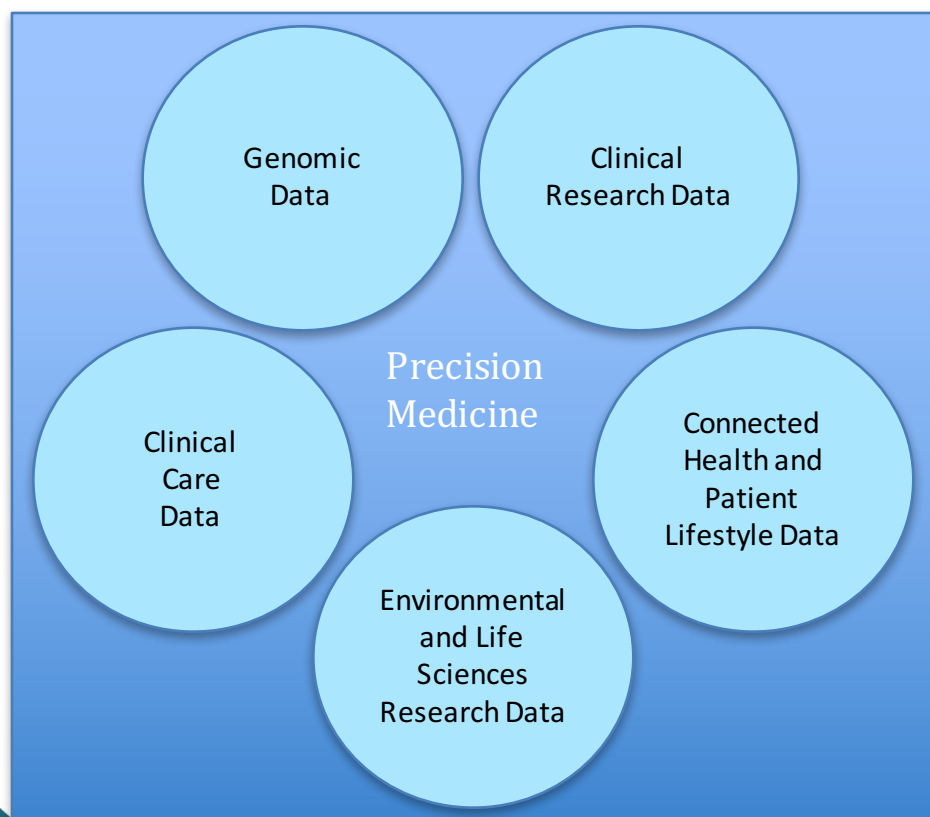 Genomic
Data
Clinical
Research Data
Precision
Medicine
Clinical
Care
Data
Connected
Health and
Patient
Lifestyle Data
Environmental
and Life
Sciences
Research Data